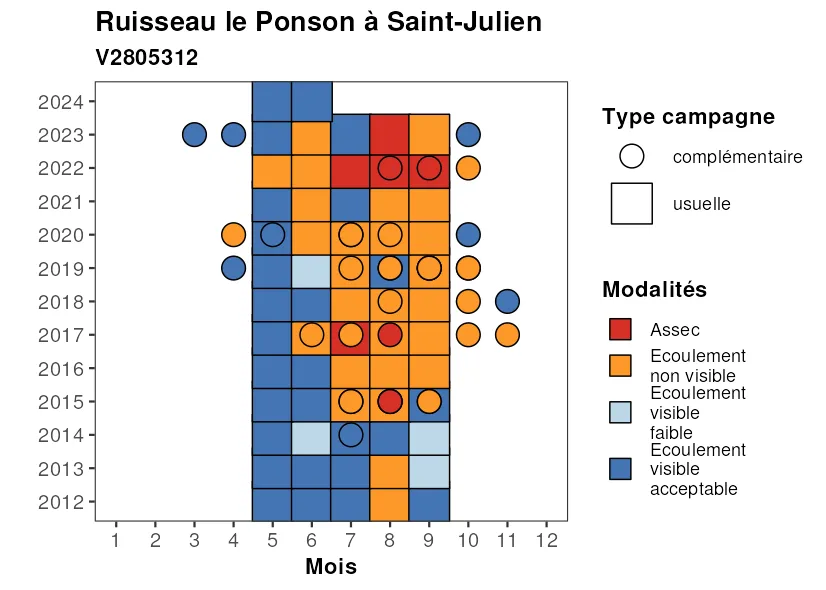 Ruisseau le Ponson à Saint-Julien
V2805312
2024
2023
2022
2021
2020
2019
2018
2017
2016
2015
2014
2013
2012
1 2 3 4 5 6 7 8 9 10 11 12
Mois
Type campagne
complémentaire
usuelle
Modalités
Assec
Ecoulement
non visible
Ecoulement
visible
faible
Ecoulement
visible
acceptable